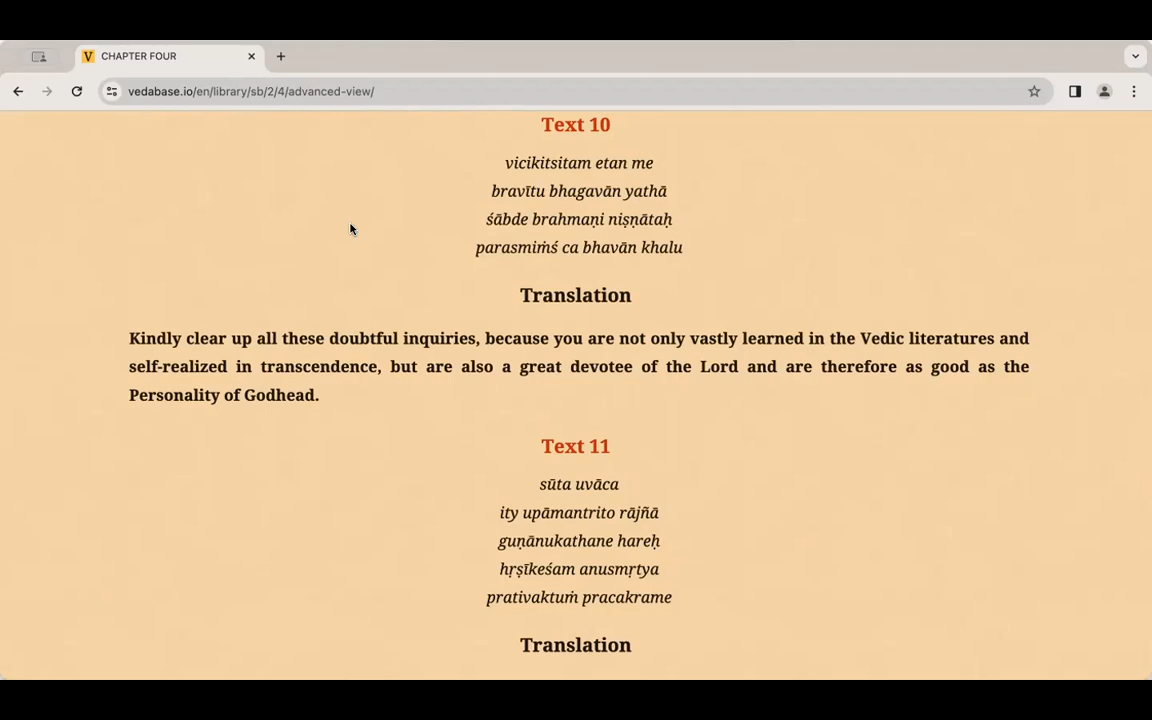 CHAPTER FOUR
vedabase.io/en/library/sb/2/4/advanced-view/
Text 10
vicikitsitam etan me
bravītu bhagavān yathā
śābde brahmaṇi niṣṇātaḥ
parasmiṁś ca bhavān khalu
Translation
Kindly clear up all these doubtful inquiries, because you are not only vastly learned in the Vedic literatures and
self-realized in transcendence, but are also a great devotee of the Lord and are therefore as good as the
Personality of Godhead.
Text 11
sūta uvāca
ity upāmantrito rājñā
guṇānukathane hareḥ
hṛṣīkeśam anusmṛtya
prativaktuṁ pracakrame
Translation